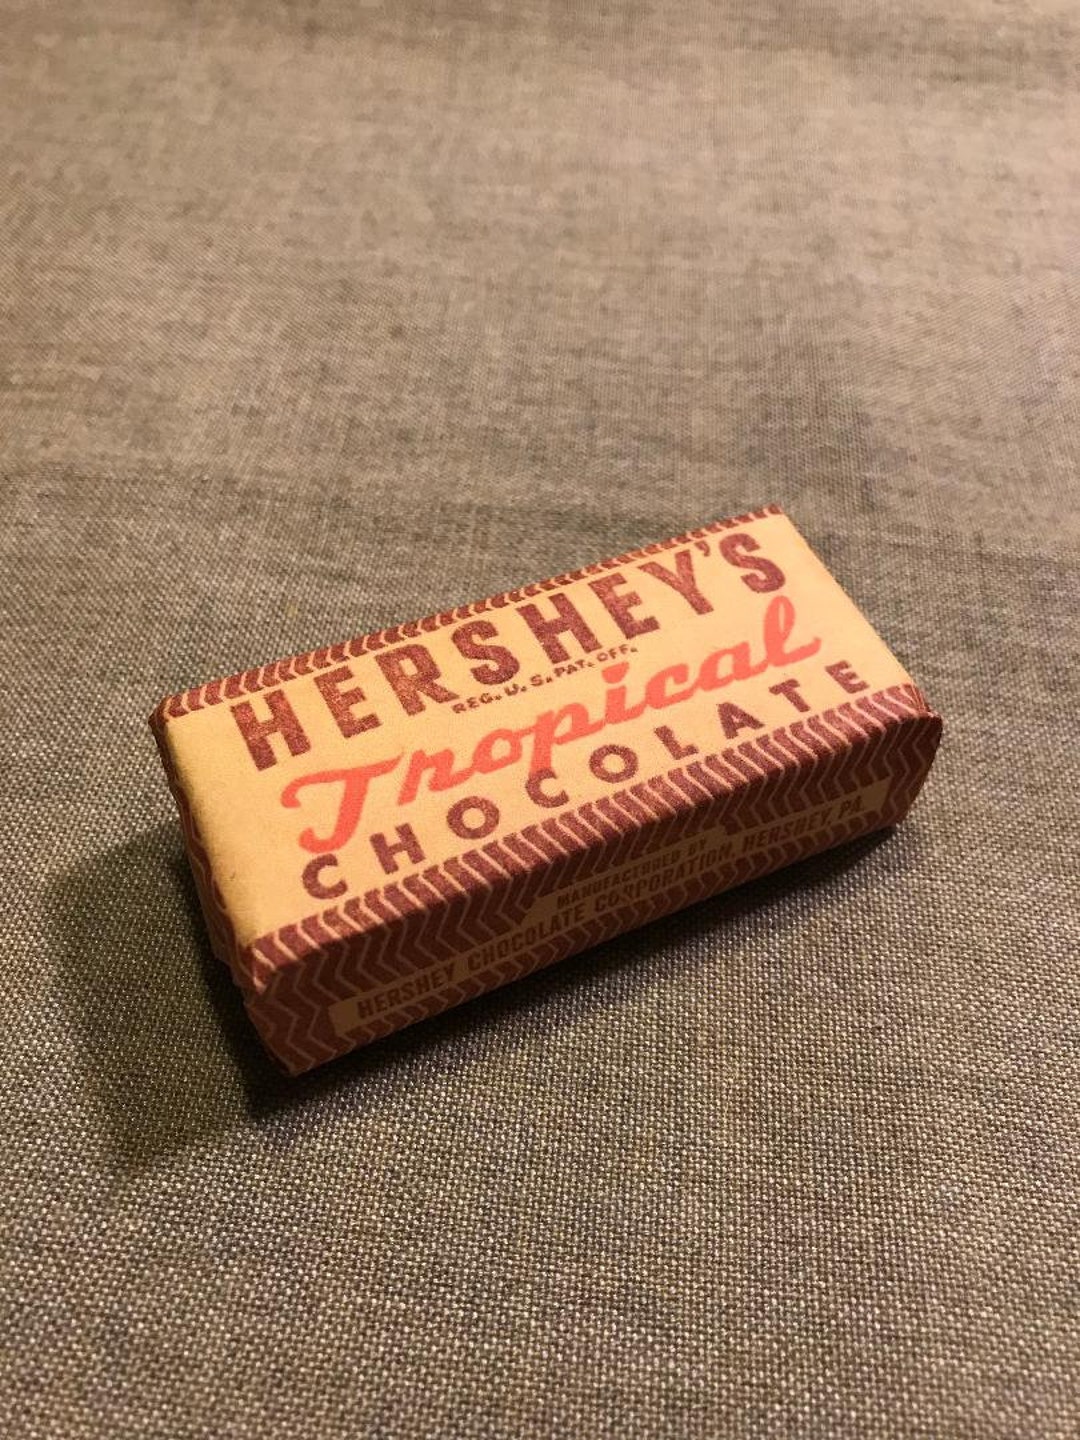 HERSHEY'S
REG. U. S. PAT. OFF.
Tropical
CHOCOLATE
MANUFACTURED BY
HERSHEY CHOCOLATE CORPORATION, HERSHEY, PA.